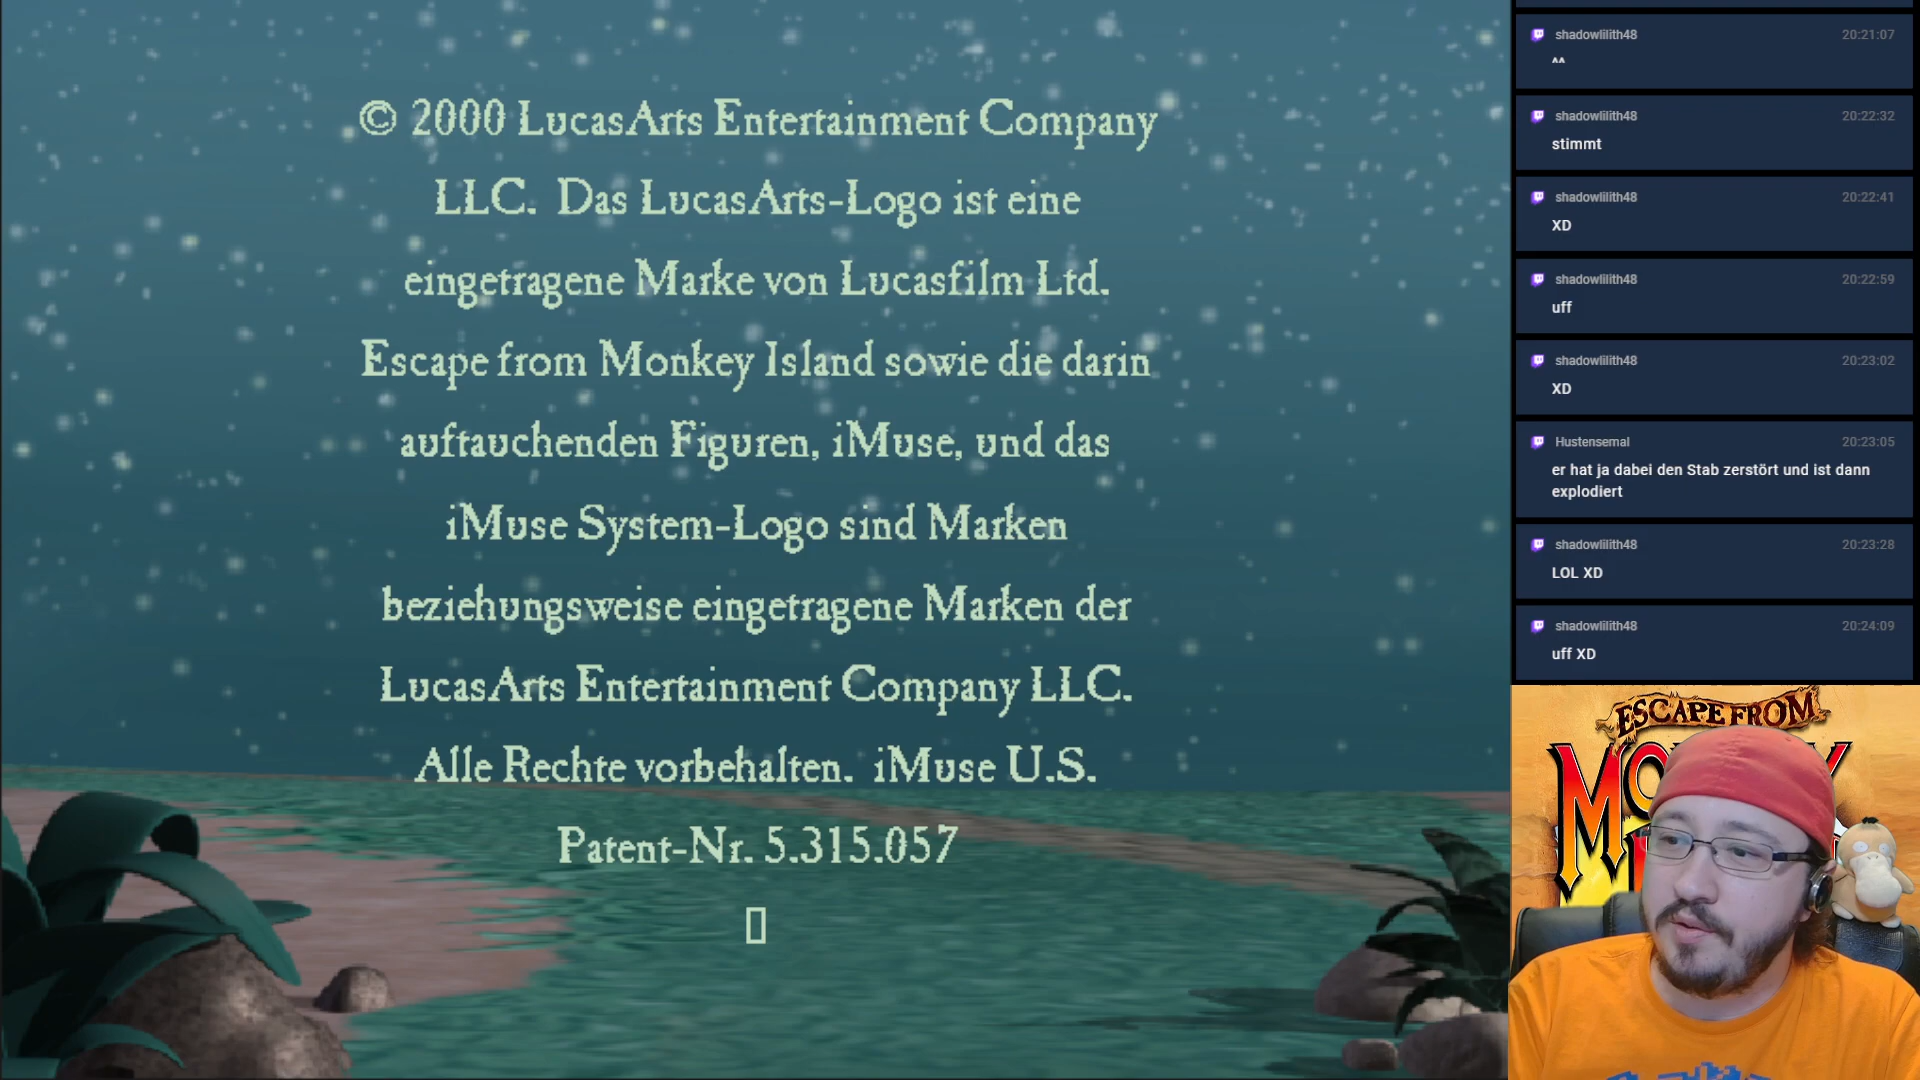 © 2000 LucasArts Entertainment Company
LLC. Das LucasArts-Logo ist eine
eingetragene Marke von Lucasfilm Ltd.
Escape from Monkey Island sowie die darin
auftauchenden Figuren, iMuse, und das
iMuse System-Logo sind Marken
beziehungsweise eingetragene Marken der
LucasArts Entertainment Company LLC.
Alle Rechte vorbehalten. iMuse U.S.
Patent-Nr. 5.315.057
shadowlilith48 20:21:07
^^
shadowlilith48 20:22:32
stimmt
shadowlilith48 20:22:41
XD
shadowlilith48 20:22:59
uff
shadowlilith48 20:23:02
XD
Hustensemal 20:23:05
er hat ja dabei den Stab zerstört und ist dann
explodiert
shadowlilith48 20:23:28
LOL XD
shadowlilith48 20:24:09
uff XD
ESCAPE FROM